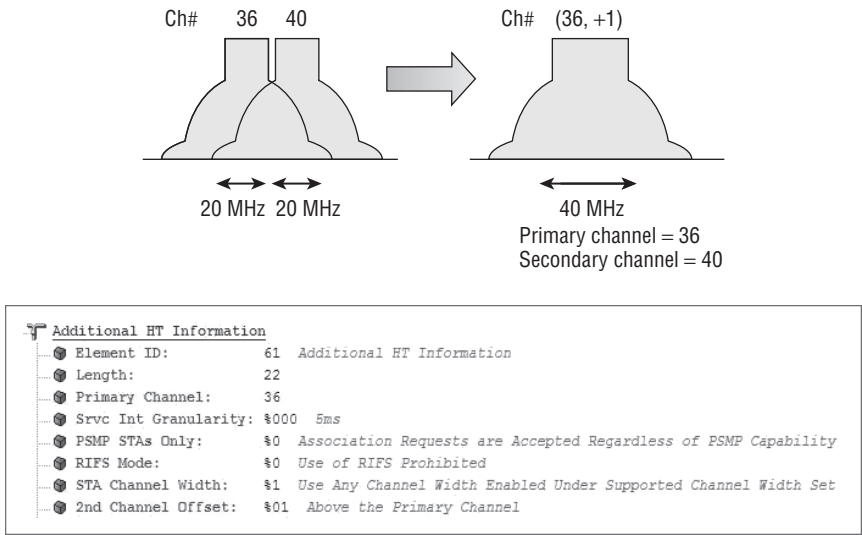 Ch# 36 40
Ch# (36, +1)
20 MHz 20 MHz
40 MHz
Primary channel = 36
Secondary channel = 40
Additional HT Information
Element ID: 61 Additional HT Information
Length: 22
Primary Channel: 36
Srvc Int Granularity: %000 5ms
PSMP STAs Only: %0 Association Requests are Accepted Regardless of PSMP Capability
RIFS Mode: %0 Use of RIFS Prohibited
STA Channel Width: %1 Use Any Channel Width Enabled Under Supported Channel Width Set
2nd Channel Offset: %01 Above the Primary Channel